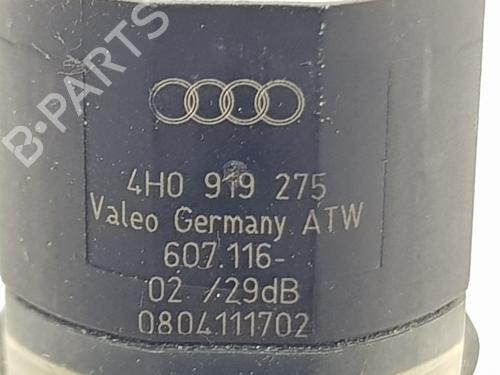 B-PARTS
4H0 919 275
Valeo Germany ATW
607.116-
02 /29dB
0804111702